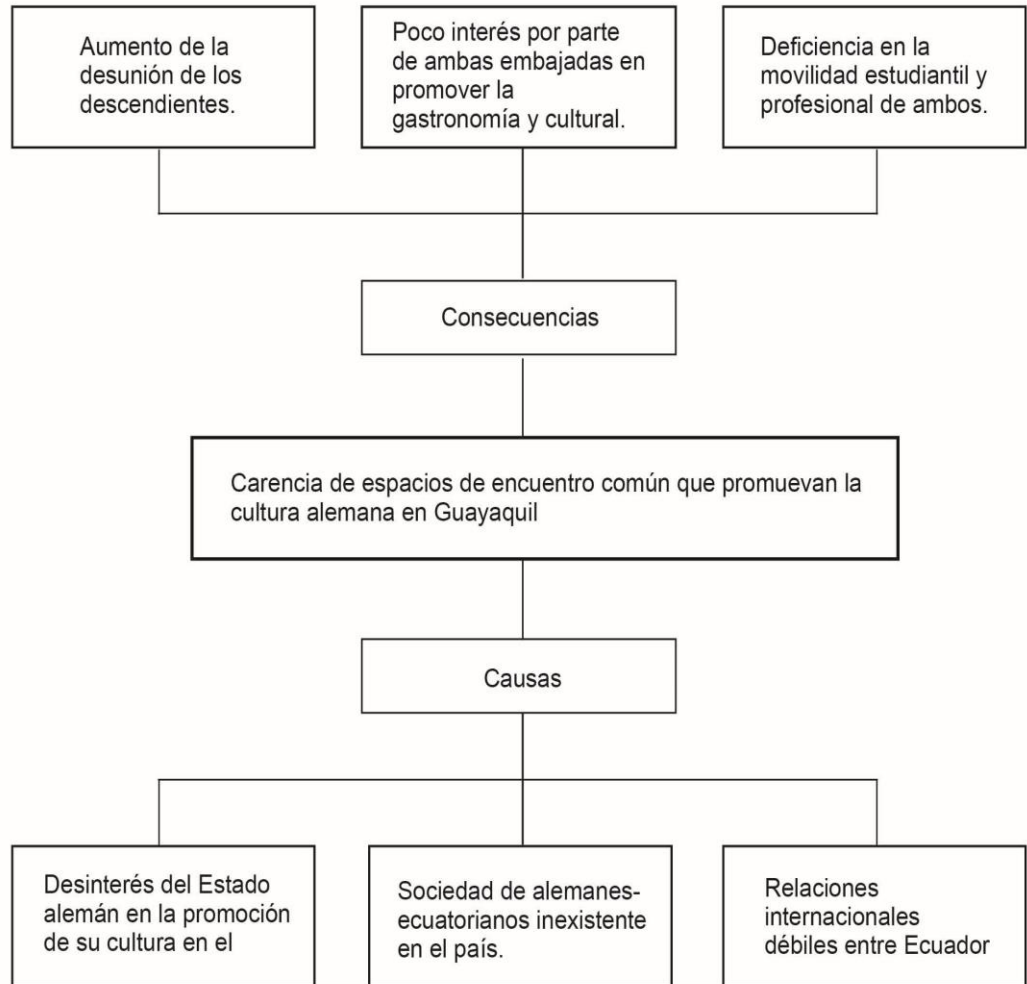 Aumento de la
desunión de los
descendientes.
Poco interés por parte
de ambas embajadas en
promover la
gastronomía y cultural.
Deficiencia en la
movilidad estudiantil y
profesional de ambos.
Consecuencias
Carencia de espacios de encuentro común que promuevan la
cultura alemana en Guayaquil
Causas
Desinterés del Estado
alemán en la promoción
de su cultura en el
Sociedad de alemanes-
ecuatorianos inexistente
en el país.
Relaciones
internacionales
débiles entre Ecuador